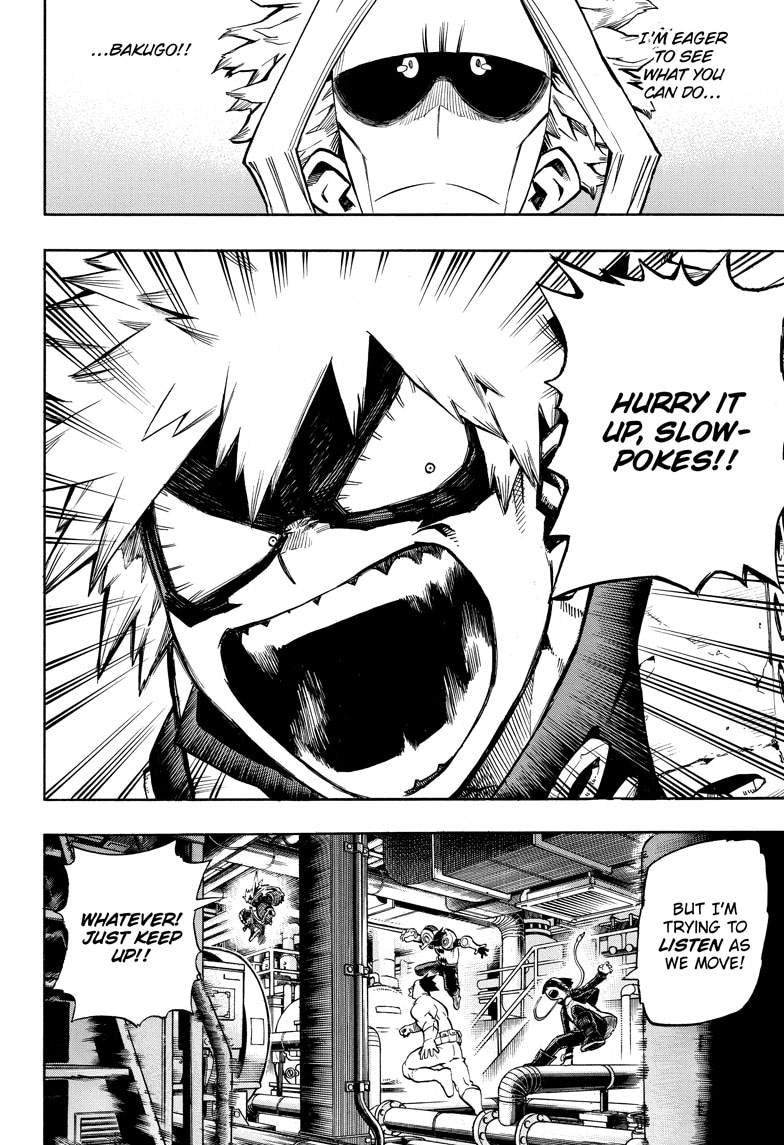 I'M EAGER
TO SEE
WHAT YOU
CAN DO...
...BAKUGO!!
HURRY IT
UP, SLOW-
POKES!!
BUT I'M
TRYING TO
LISTEN AS
WE MOVE!
WHATEVER!
JUST KEEP
UP!!